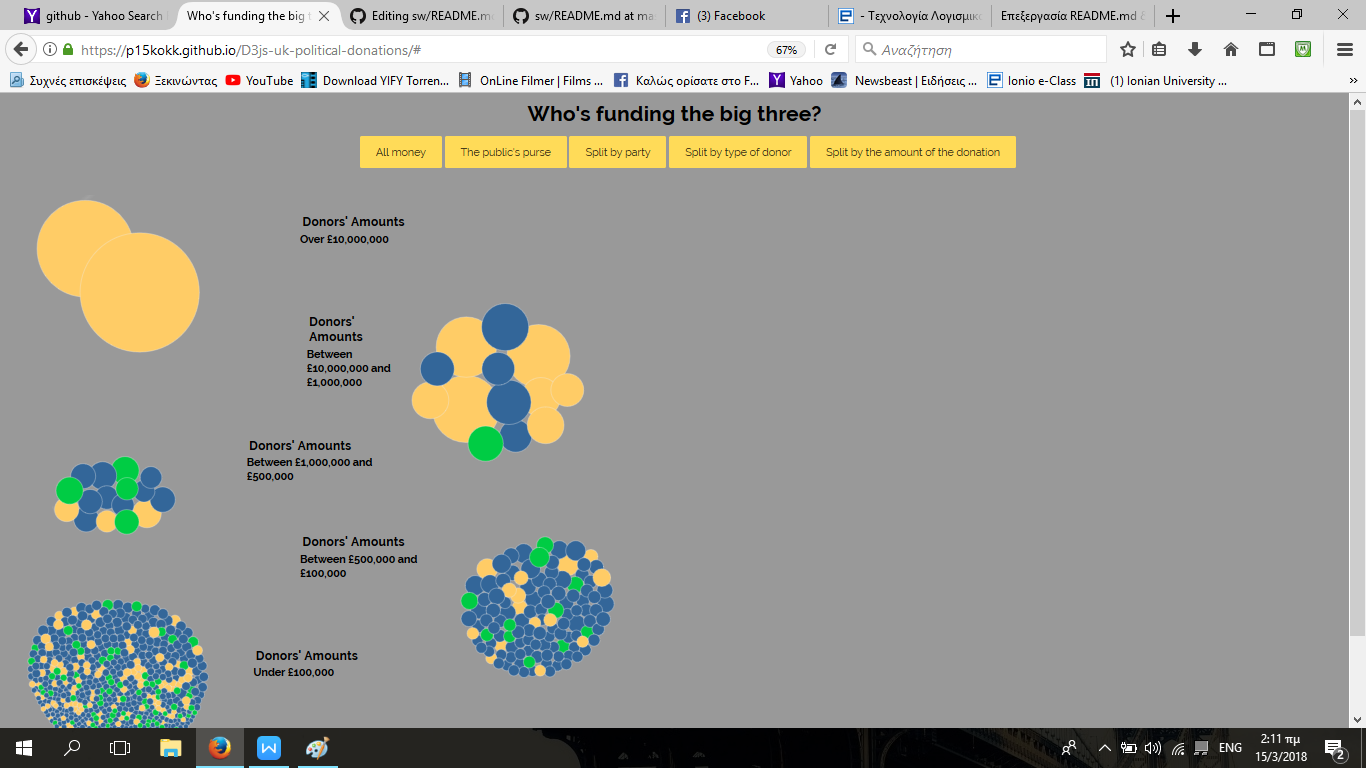 github - Yahoo Search
Who's funding the big t
Editing sw/README.m
sw/README.md at ma
(3) Facebook
- Τεχνολογία Λογισμικ
Επεξεργασία README.md
https://p15kokk.github.io/D3js-uk-political-donations/#
67%
Αναζήτηση
Συχνές επισκέψεις
Ξεκινώντας
YouTube
Download YIFY Torren...
OnLine Filmer | Films ...
Καλώς ορίσατε στο F...
Yahoo
Newsbeast | Ειδήσεις ...
Ionio e-Class
(1) Ionian University ...
Who's funding the big three?
All money
The public's purse
Split by party
Split by type of donor
Split by the amount of the donation
Donors' Amounts
Over £10,000,000
Donors'
Amounts
Between
£10,000,000 and
£1,000,000
Donors' Amounts
Between £1,000,000 and
£500,000
Donors' Amounts
Between £500,000 and
£100,000
Donors' Amounts
Under £100,000
ENG
2:11 πμ
15/3/2018
2